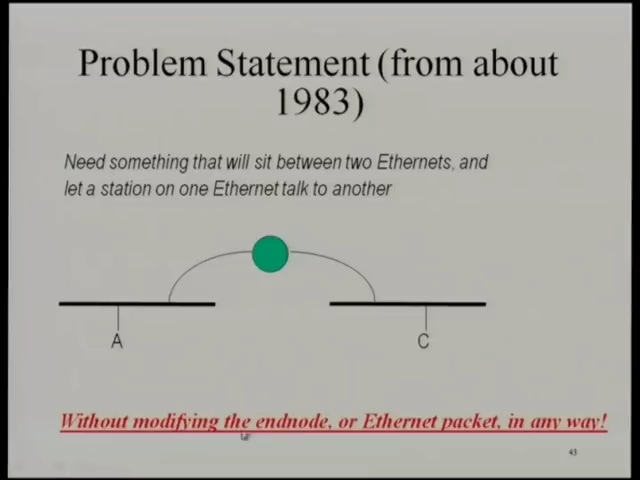 Problem Statement (from about
1983)
Need something that will sit between two Ethernets, and
let a station on one Ethernet talk to another
A
C
Without modifying the endnode, or Ethernet packet, in any way!
43